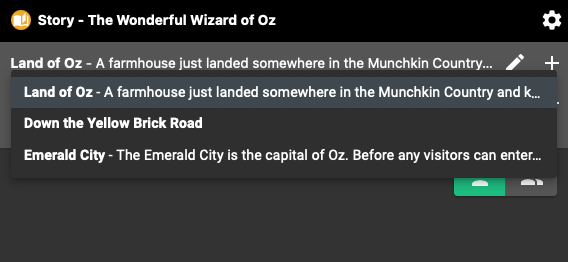 Story - The Wonderful Wizard of Oz
Land of Oz - A farmhouse just landed somewhere in the Munchkin Country...
Land of Oz - A farmhouse just landed somewhere in the Munchkin Country and k...
Down the Yellow Brick Road
Emerald City - The Emerald City is the capital of Oz. Before any visitors can enter...